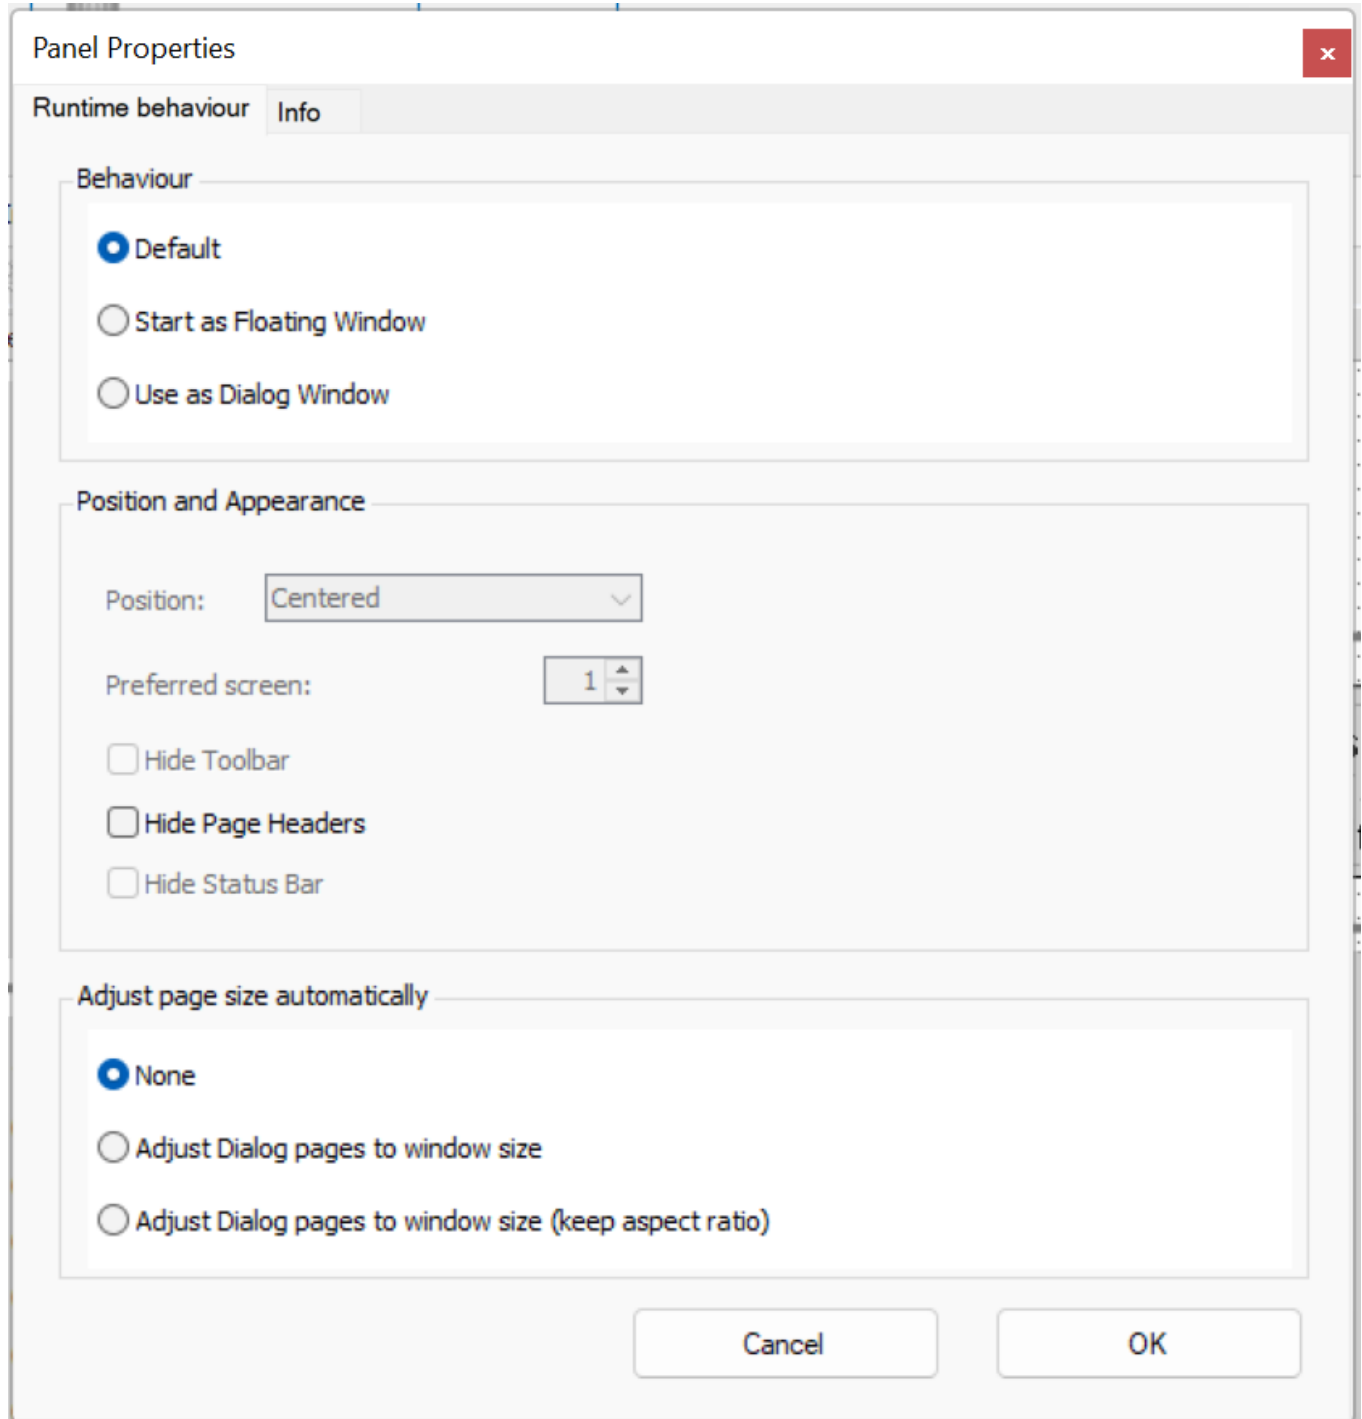 Panel Properties
x
Runtime behaviour
Info
Behaviour
Default
Start as Floating Window
Use as Dialog Window
Position and Appearance
Position: Centered
Preferred screen: 1
Hide Toolbar
Hide Page Headers
Hide Status Bar
Adjust page size automatically
None
Adjust Dialog pages to window size
Adjust Dialog pages to window size (keep aspect ratio)
Cancel
OK